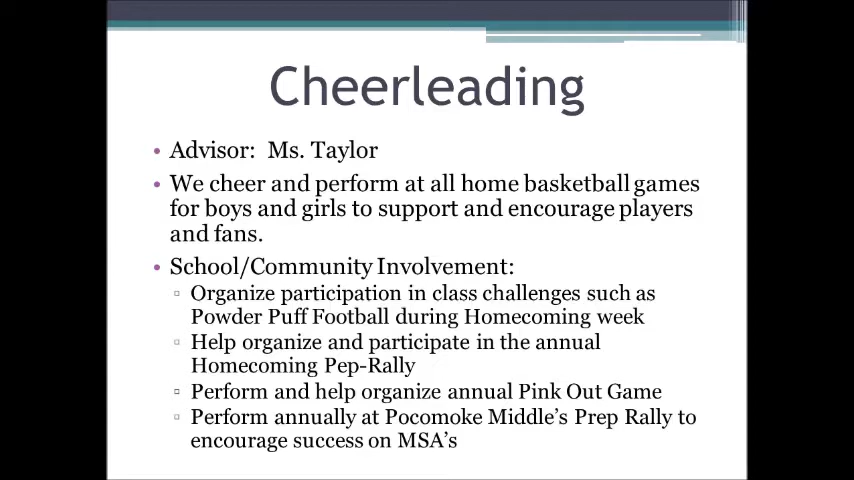 Cheerleading
• Advisor:  Ms. Taylor
• We cheer and perform at all home basketball games
for boys and girls to support and encourage players
and fans.
• School/Community Involvement:
▫ Organize participation in class challenges such as
Powder Puff Football during Homecoming week
▫ Help organize and participate in the annual
Homecoming Pep-Rally
▫ Perform and help organize annual Pink Out Game
▫ Perform annually at Pocomoke Middle’s Prep Rally to
encourage success on MSA’s